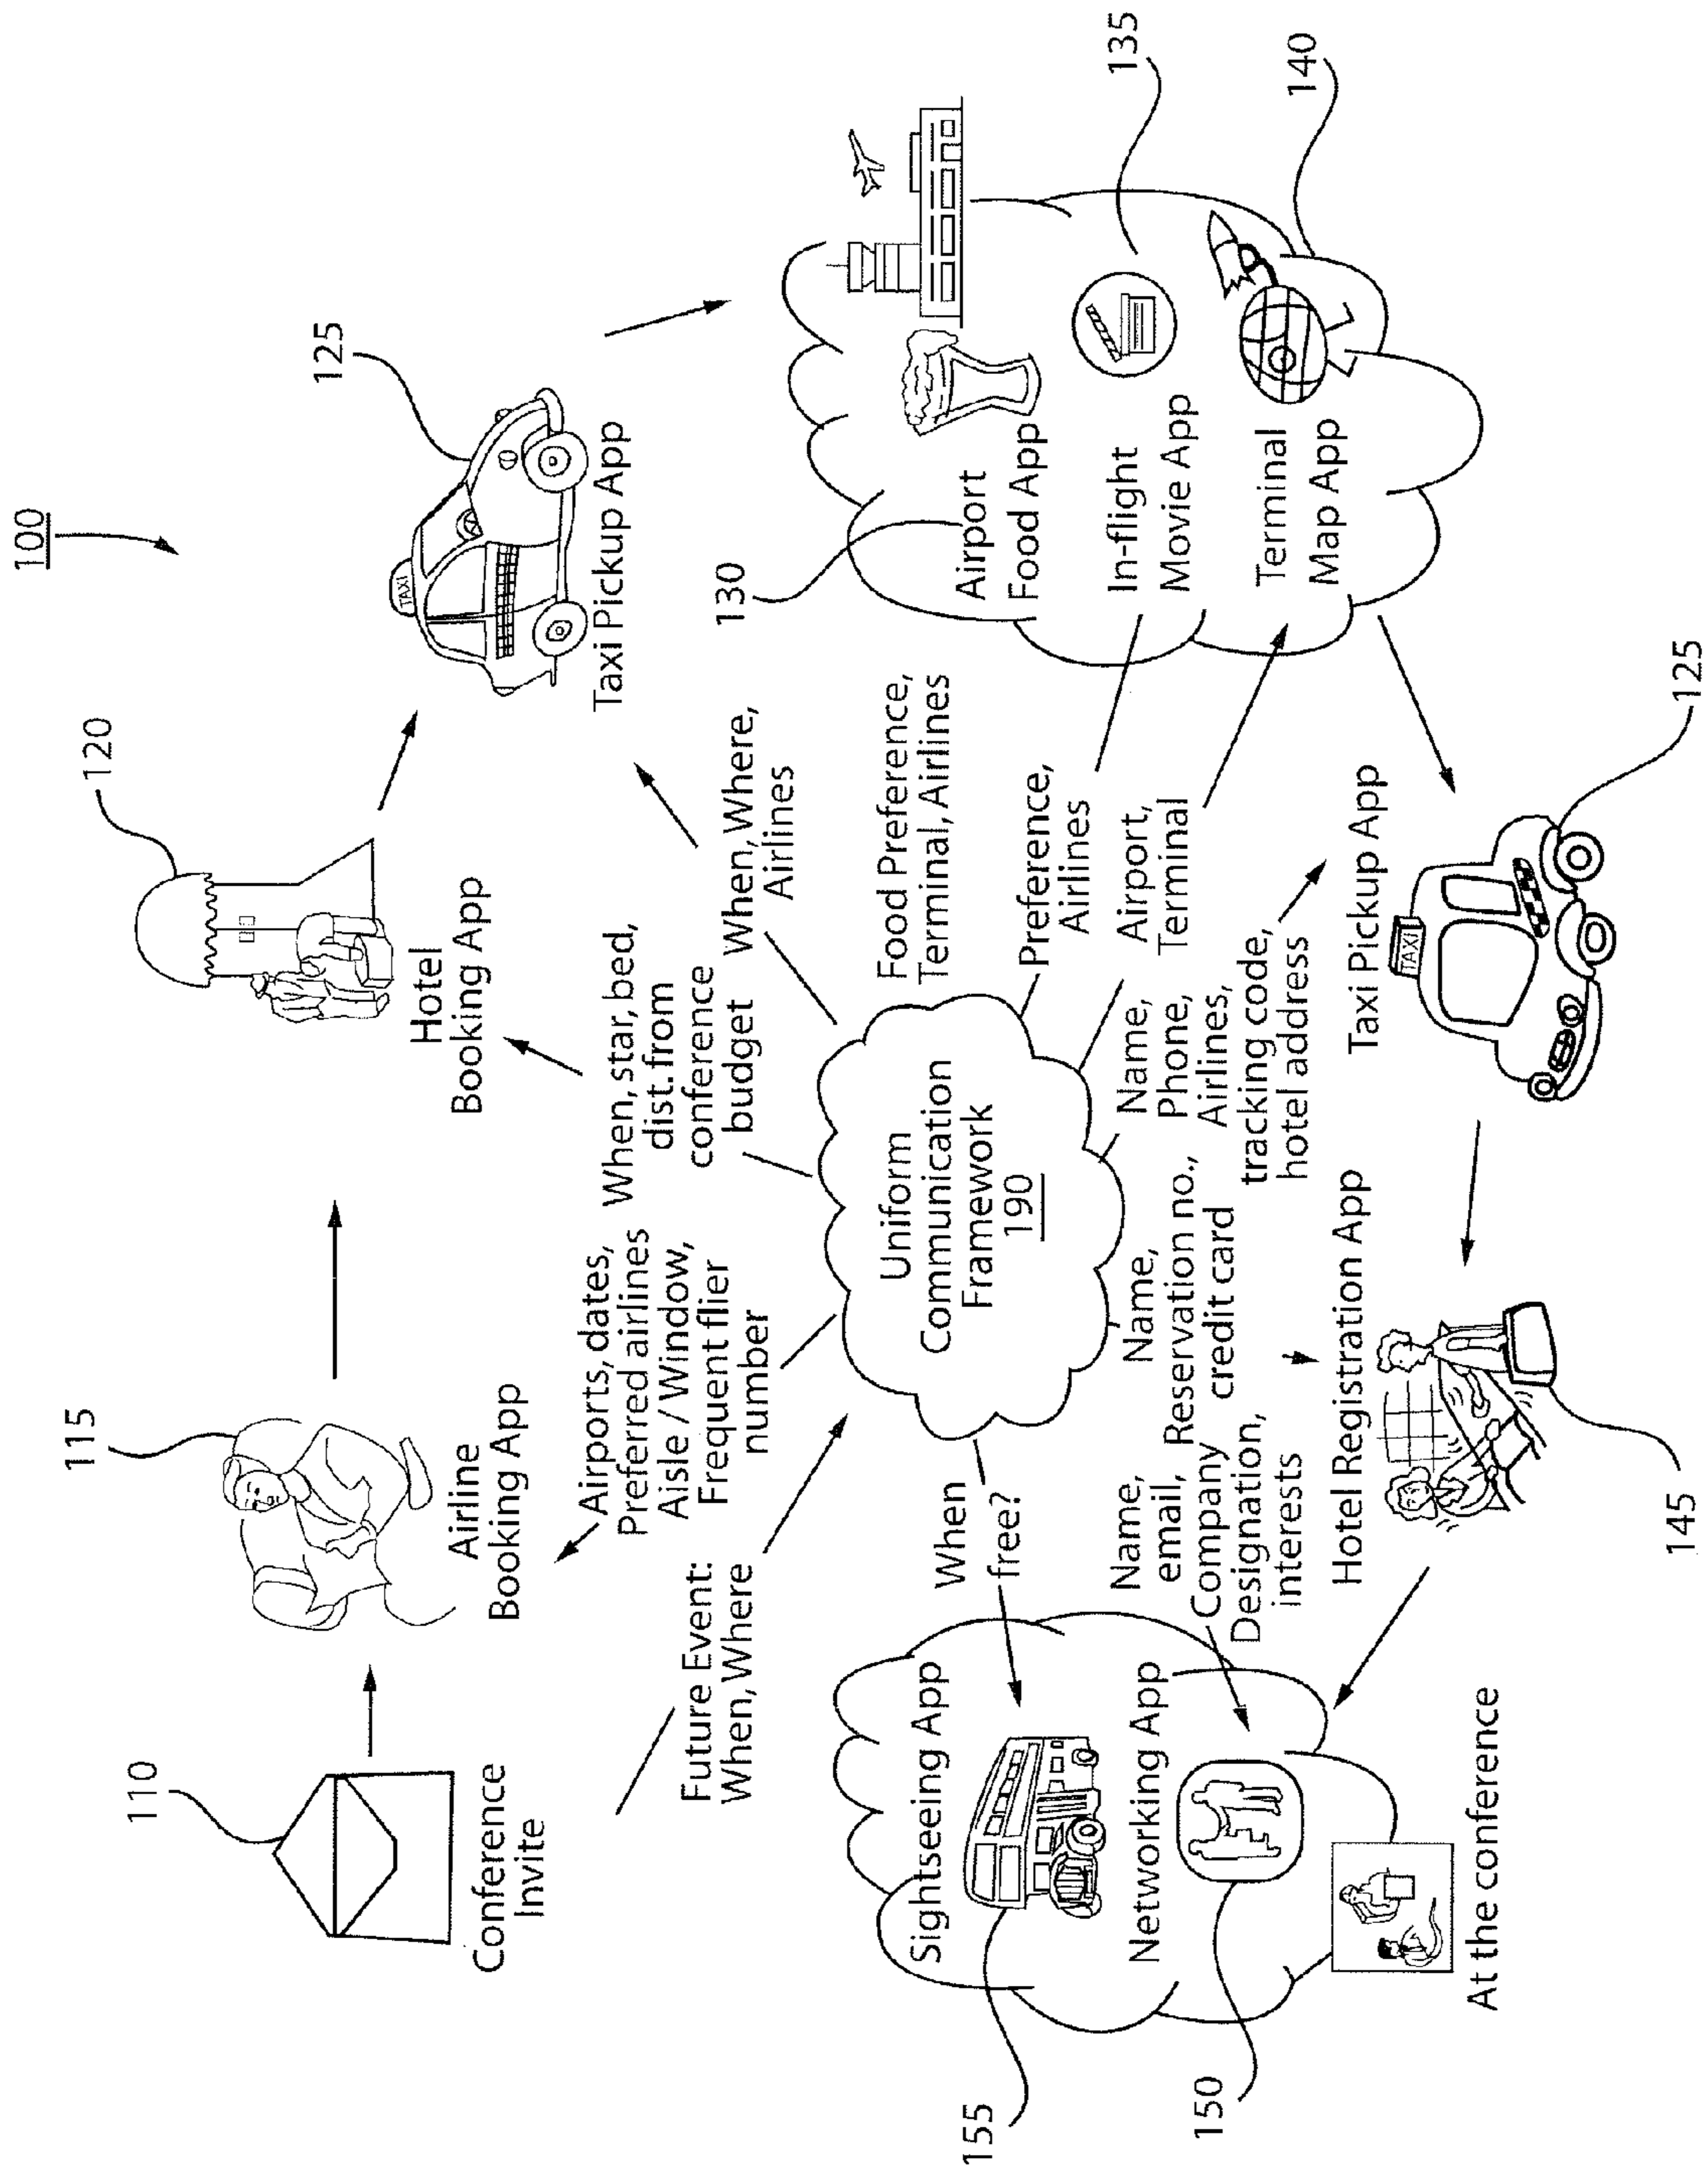 100
110
Conference
Invite
115
Airline
Booking App
120
Hotel
Booking App
125
TAXI
Taxi Pickup App
Future Event:
When, Where
Airports, dates,
Preferred airlines
Aisle / Window,
Frequent flier
number
When, star, bed,
dist. from
conference
budget
When, Where,
Airlines
130
Airport
Food App
In-flight
Movie App
135
Terminal
Map App
140
Food Preference,
Terminal, Airlines
Preference,
Airlines
Airport,
Terminal
Uniform
Communication
Framework
190
When
free?
Name,
email,
Company
Designation,
interests
Name,
Reservation no.,
credit card
Name,
Phone,
Airlines,
tracking code,
hotel address
Sightseeing App
155
Networking App
150
At the conference
Hotel Registration App
145
Taxi Pickup App
TAXI
125